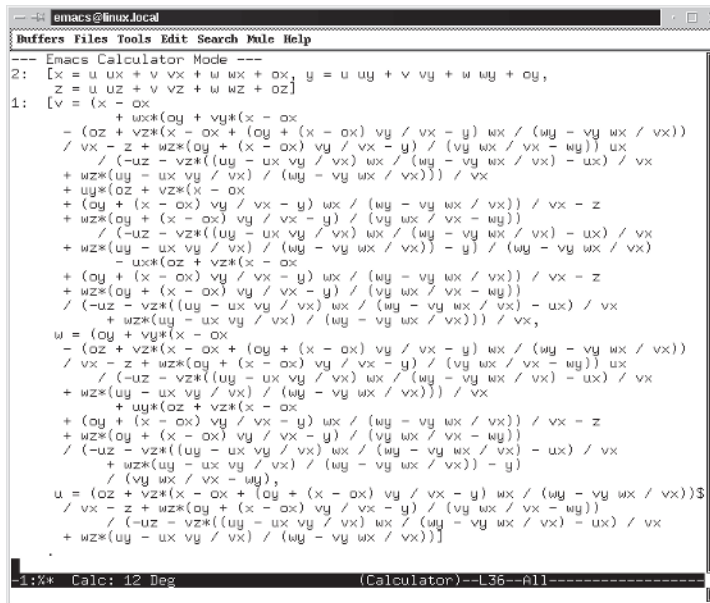 emacs@linux.local
Buffers Files Tools Edit Search Mule Help
--- Emacs Calculator Mode ---
2:  [x = u ux + v vx + w wx + ox, y = u uy + v vy + w wy + oy,
      z = u uz + v vz + w wz + oz]
1:  [v = (x - ox
             + wx*(oy + vy*(x - ox
       - (oz + vz*(x - ox + (oy + (x - ox) vy / vx - y) wx / (wy - vy wx / vx))
       / vx - z + wz*(oy + (x - ox) vy / vx - y) / (vy wx / vx - wy)) ux
           / (-uz - vz*((uy - ux vy / vx) wx / (wy - vy wx / vx) - ux) / vx
       + wz*(uy - ux vy / vx) / (wy - vy wx / vx))) / vx
       + uy*(oz + vz*(x - ox
       + (oy + (x - ox) vy / vx - y) wx / (wy - vy wx / vx)) / vx - z
       + wz*(oy + (x - ox) vy / vx - y) / (vy wx / vx - wy))
           / (-uz - vz*((uy - ux vy / vx) wx / (wy - vy wx / vx) - ux) / vx
       + wz*(uy - ux vy / vx) / (wy - vy wx / vx)) - y) / (wy - vy wx / vx)
             - ux*(oz + vz*(x - ox
       + (oy + (x - ox) vy / vx - y) wx / (wy - vy wx / vx)) / vx - z
       + wz*(oy + (x - ox) vy / vx - y) / (vy wx / vx - wy))
       / (-uz - vz*((uy - ux vy / vx) wx / (wy - vy wx / vx) - ux) / vx
            + wz*(uy - ux vy / vx) / (wy - vy wx / vx))) / vx,
      w = (oy + vy*(x - ox
       - (oz + vz*(x - ox + (oy + (x - ox) vy / vx - y) wx / (wy - vy wx / vx))
       / vx - z + wz*(oy + (x - ox) vy / vx - y) / (vy wx / vx - wy)) ux
            / (-uz - vz*((uy - ux vy / vx) wx / (wy - vy wx / vx) - ux) / vx
       + wz*(uy - ux vy / vx) / (wy - vy wx / vx))) / vx
             + uy*(oz + vz*(x - ox
       + (oy + (x - ox) vy / vx - y) wx / (wy - vy wx / vx)) / vx - z
       + wz*(oy + (x - ox) vy / vx - y) / (vy wx / vx - wy))
       / (-uz - vz*((uy - ux vy / vx) wx / (wy - vy wx / vx) - ux) / vx
            + wz*(uy - ux vy / vx) / (wy - vy wx / vx)) - y)
            / (vy wx / vx - wy),
      u = (oz + vz*(x - ox + (oy + (x - ox) vy / vx - y) wx / (wy - vy wx / vx))$
       / vx - z + wz*(oy + (x - ox) vy / vx - y) / (vy wx / vx - wy))
            / (-uz - vz*((uy - ux vy / vx) wx / (wy - vy wx / vx) - ux) / vx
       + wz*(uy - ux vy / vx) / (wy - vy wx / vx))]
    .
-1:%* Calc: 12 Deg (Calculator)--L36--All------------------